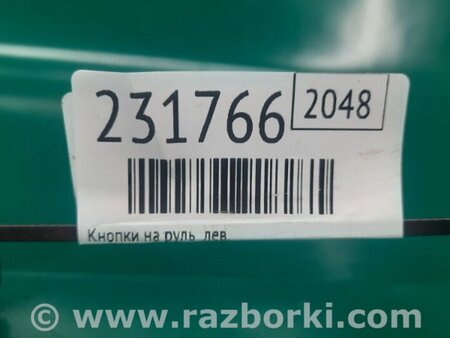 231766
2048
Кнопки на руль лев
© www.razborki.com